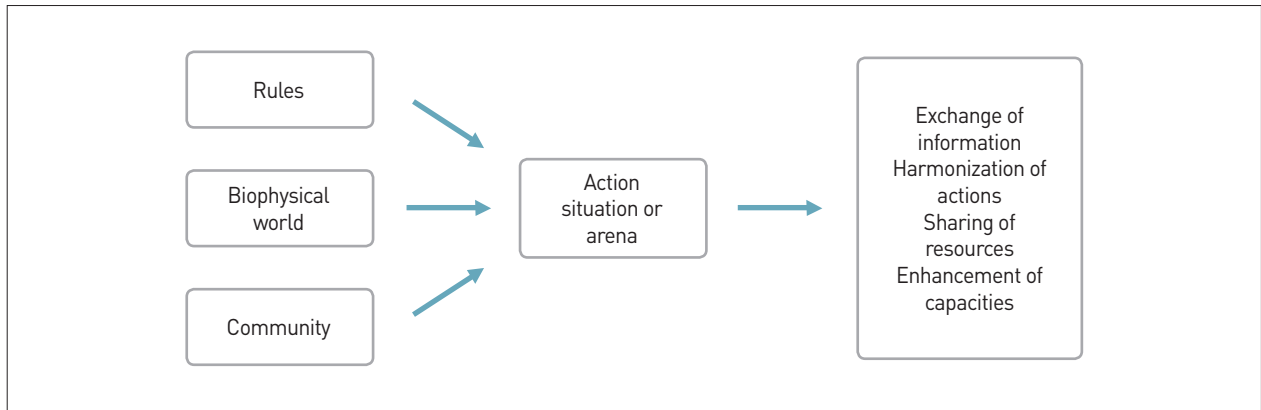 Rules
Biophysical
world
Community
Action
situation or
arena
Exchange of
information
Harmonization of
actions
Sharing of
resources
Enhancement of
capacities